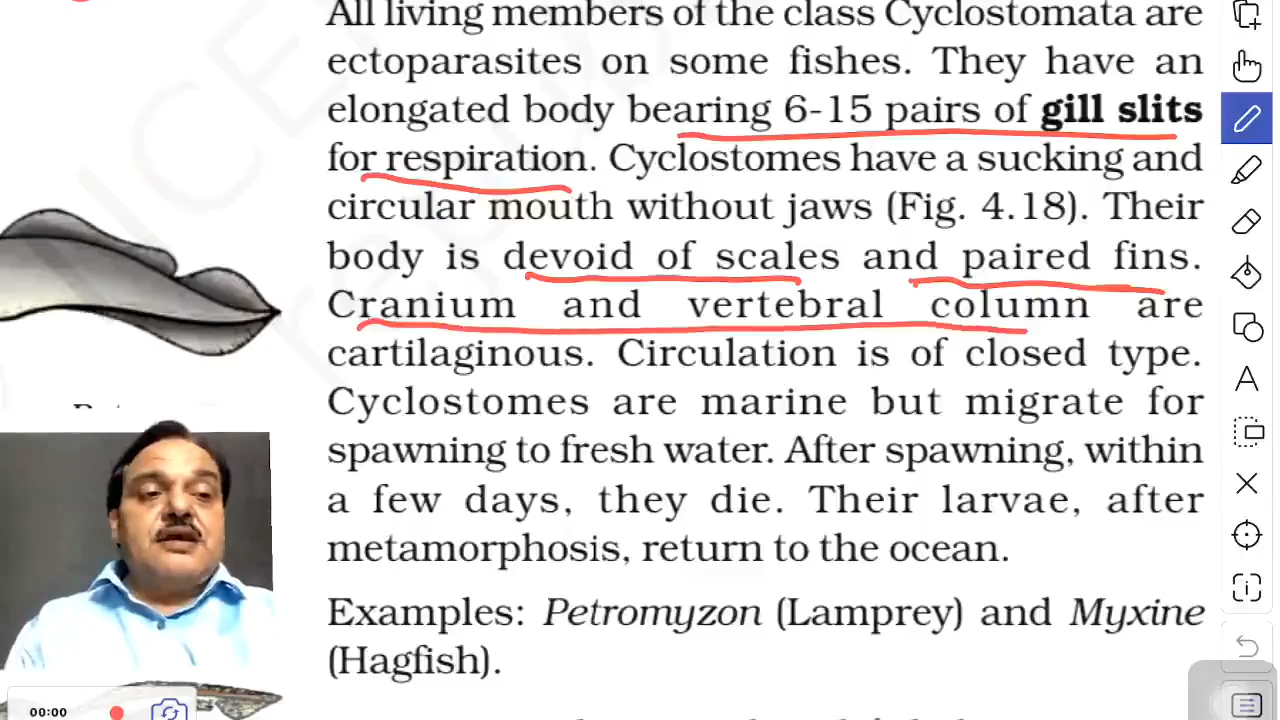 All living members of the class Cyclostomata are
ectoparasites on some fishes. They have an
elongated body bearing 6-15 pairs of gill slits
for respiration. Cyclostomes have a sucking and
circular mouth without jaws (Fig. 4.18). Their
body is devoid of scales and paired fins.
Cranium and vertebral column are
cartilaginous. Circulation is of closed type.
Cyclostomes are marine but migrate for
spawning to fresh water. After spawning, within
a few days, they die. Their larvae, after
metamorphosis, return to the ocean.
Examples: Petromyzon (Lamprey) and Myxine
(Hagfish).
00:00